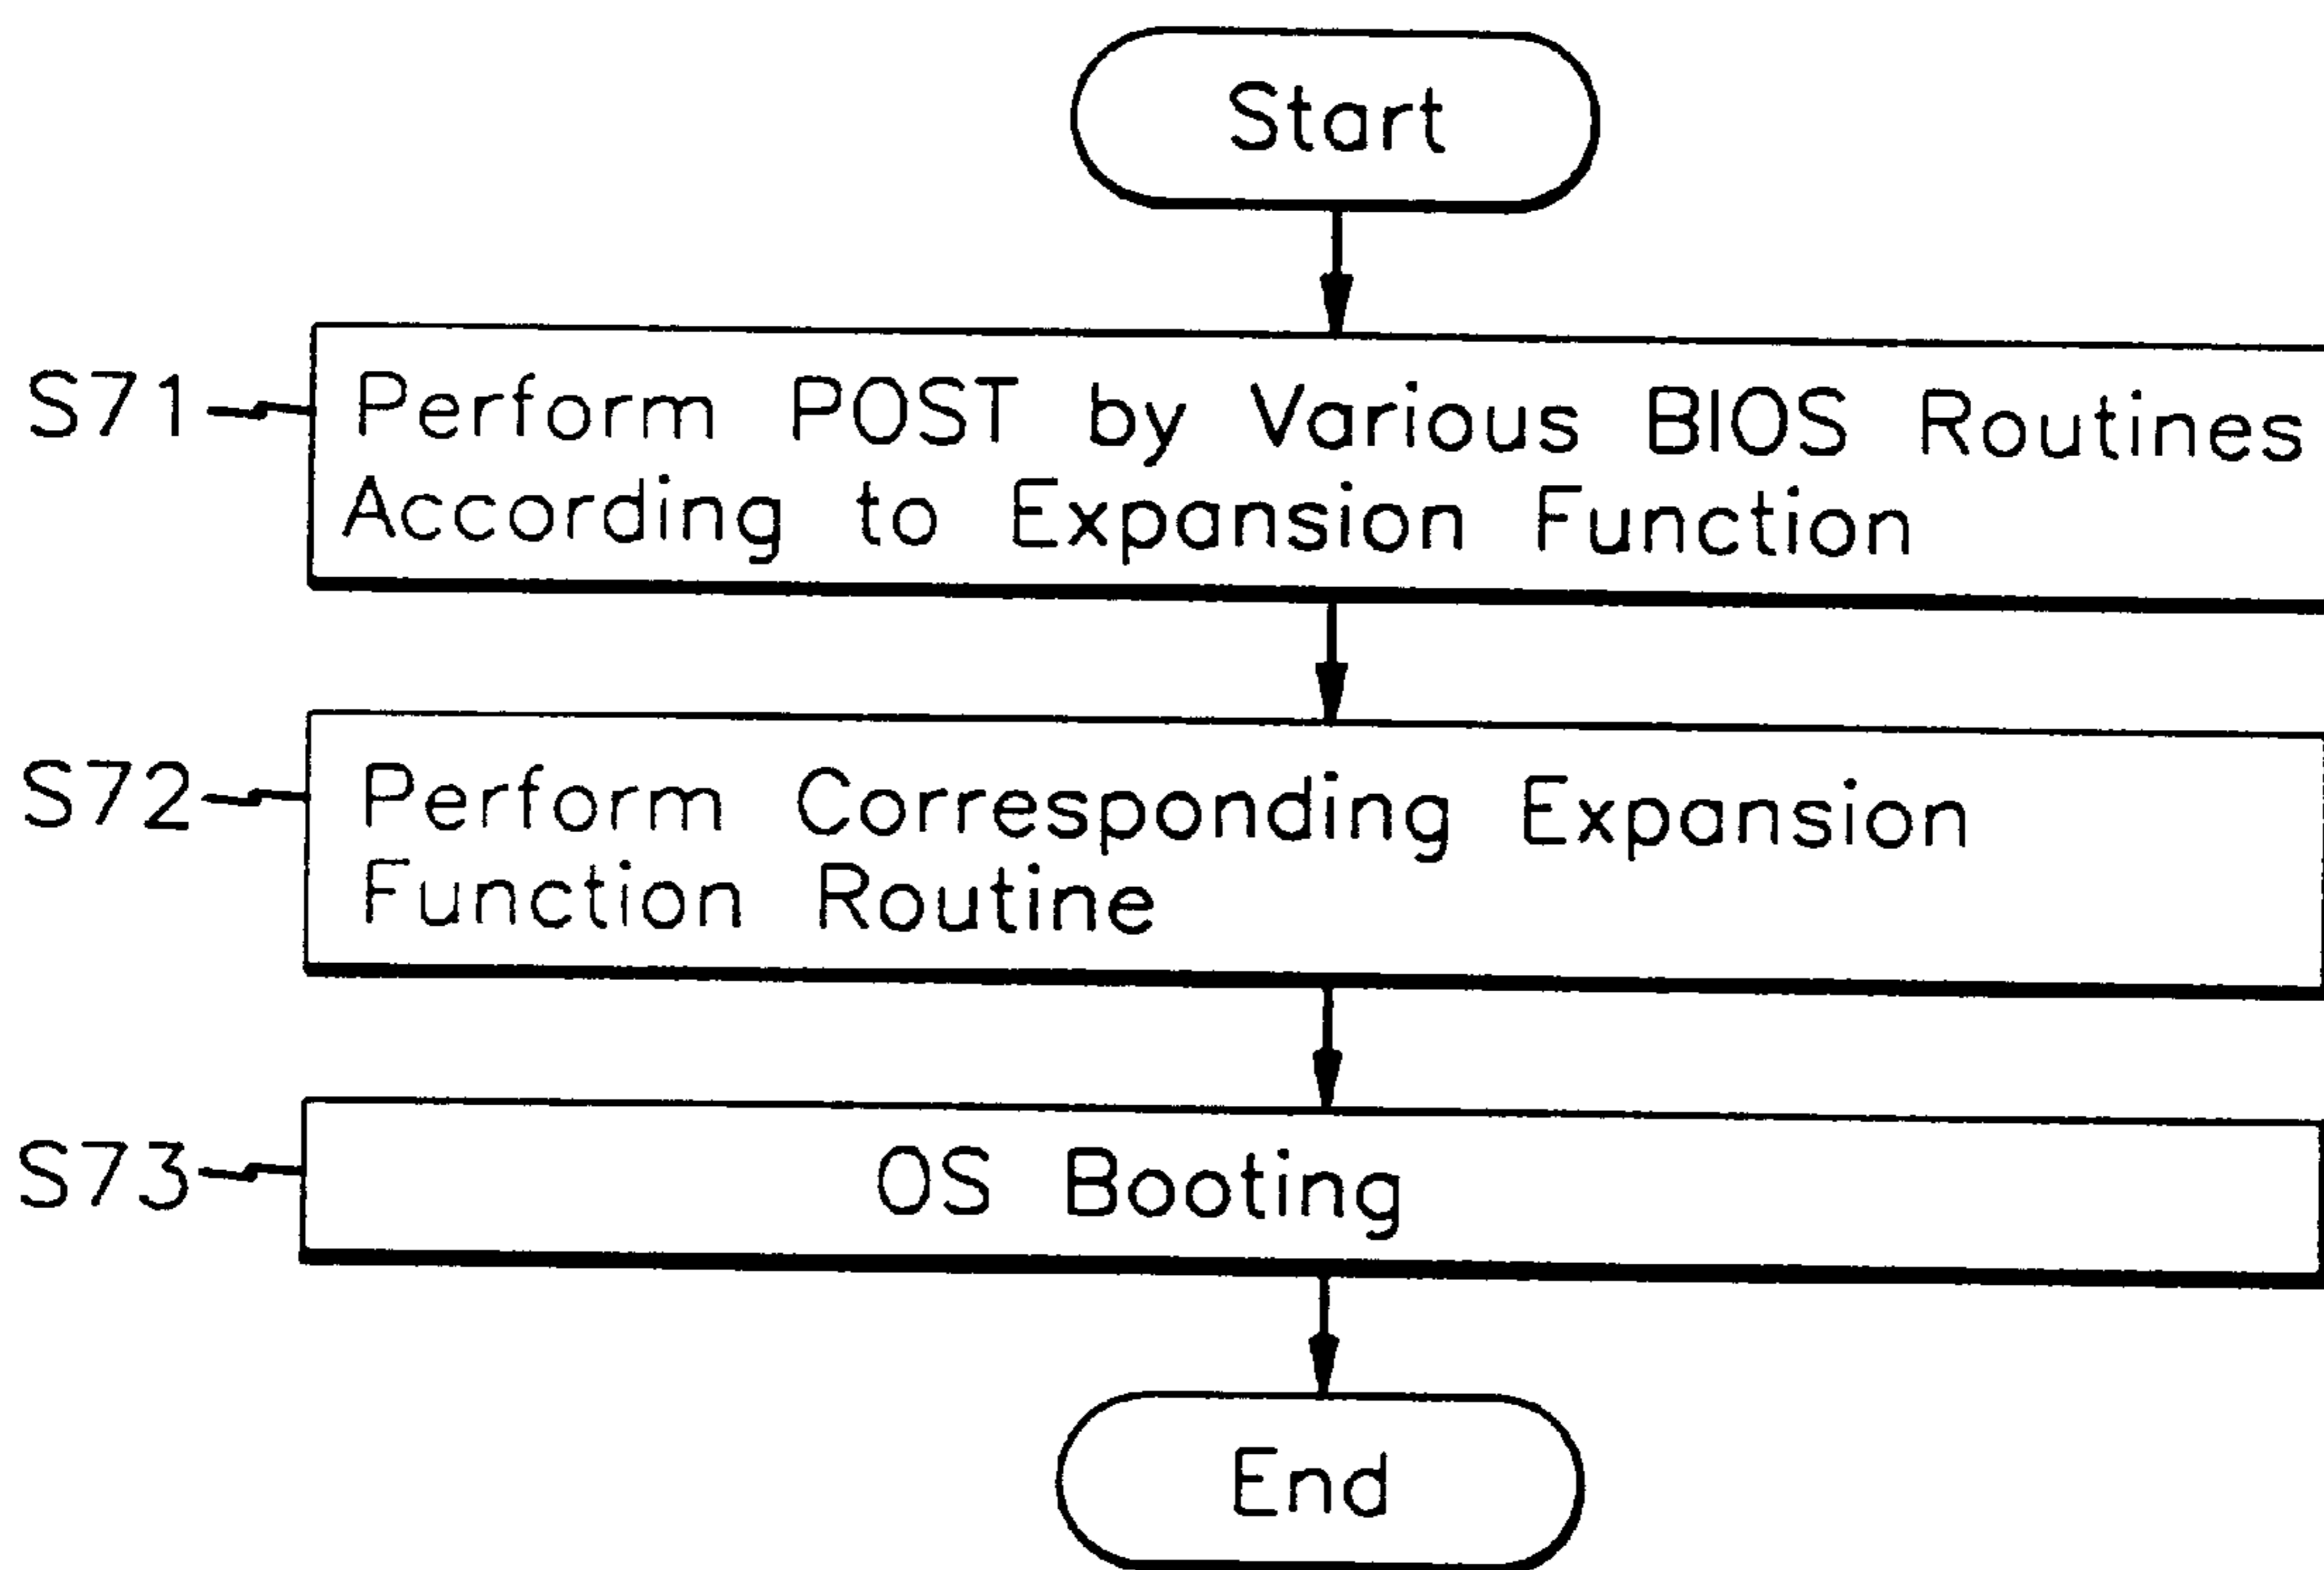 Start
S71
Perform POST by Various BIOS Routines
According to Expansion Function
S72
Perform Corresponding Expansion
Function Routine
S73
OS Booting
End